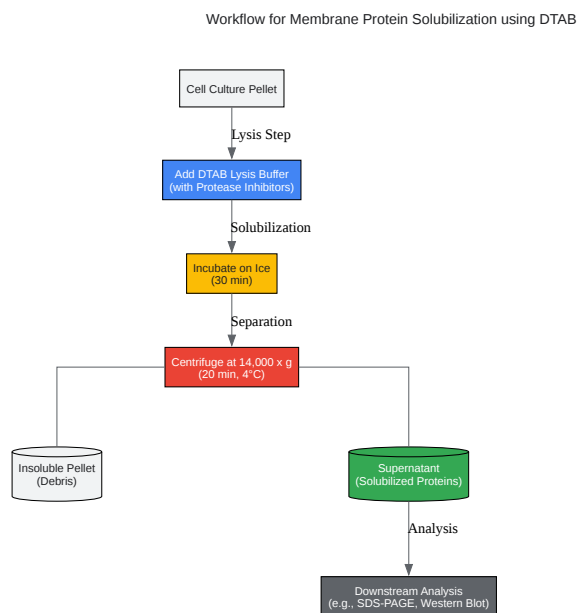 Workflow for Membrane Protein Solubilization using DTAB
Cell Culture Pellet
Lysis Step
Add DTAB Lysis Buffer
(with Protease Inhibitors)
Solubilization
Incubate on Ice
(30 min)
Separation
Centrifuge at 14,000 x g
(20 min, 4°C)
Insoluble Pellet
(Debris)
Supernatant
(Solubilized Proteins)
Analysis
Downstream Analysis
(e.g., SDS-PAGE, Western Blot)